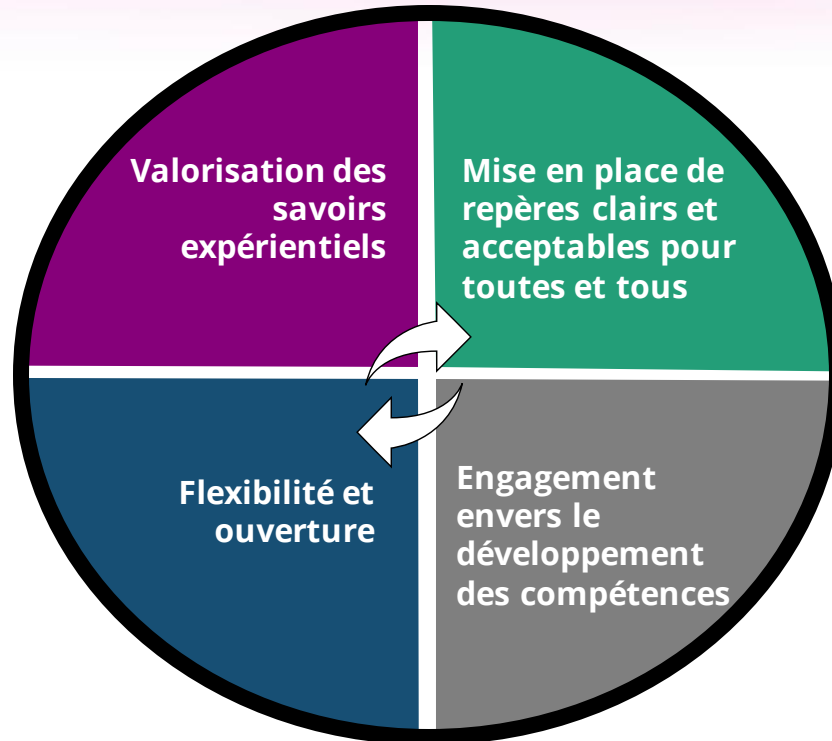 Valorisation des
savoirs
expérientiels
Mise en place de
repères clairs et
acceptables pour
toutes et tous
Flexibilité et
ouverture
Engagement
envers le
développement
des compétences